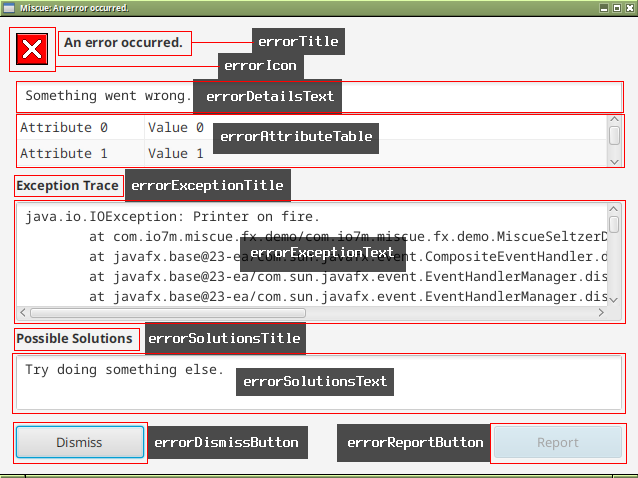 Miscue: An error occurred.
An error occurred.
errorTitle
errorIcon
Something went wrong.
errorDetailsText
Attribute 0 Value 0
errorAttributeTable
Attribute 1 Value 1
Exception Trace
errorExceptionTitle
java.io.IOException: Printer on fire.
at com.io7m.miscue.fx.demo/com.io7m.miscue.fx.demo.MiscueSeltzerD
errorExceptionText
at javafx.base@23-ea/com.sun.javafx.event.CompositeEventHandler.d
at javafx.base@23-ea/com.sun.javafx.event.EventHandlerManager.dis
at javafx.base@23-ea/com.sun.javafx.event.EventHandlerManager.dis
Possible Solutions
errorSolutionsTitle
Try doing something else.
errorSolutionsText
Dismiss
errorDismissButton
errorReportButton
Report